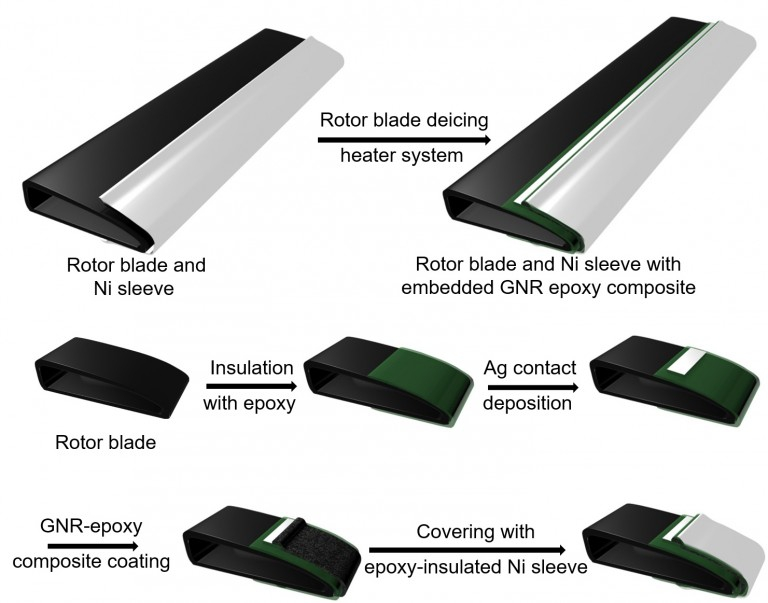 Rotor blade deicing
heater system
Rotor blade and
Ni sleeve
Rotor blade and Ni sleeve with
embedded GNR epoxy composite
Rotor blade
Insulation
with epoxy
Ag contact
deposition
GNR-epoxy
composite coating
Covering with
epoxy-insulated Ni sleeve